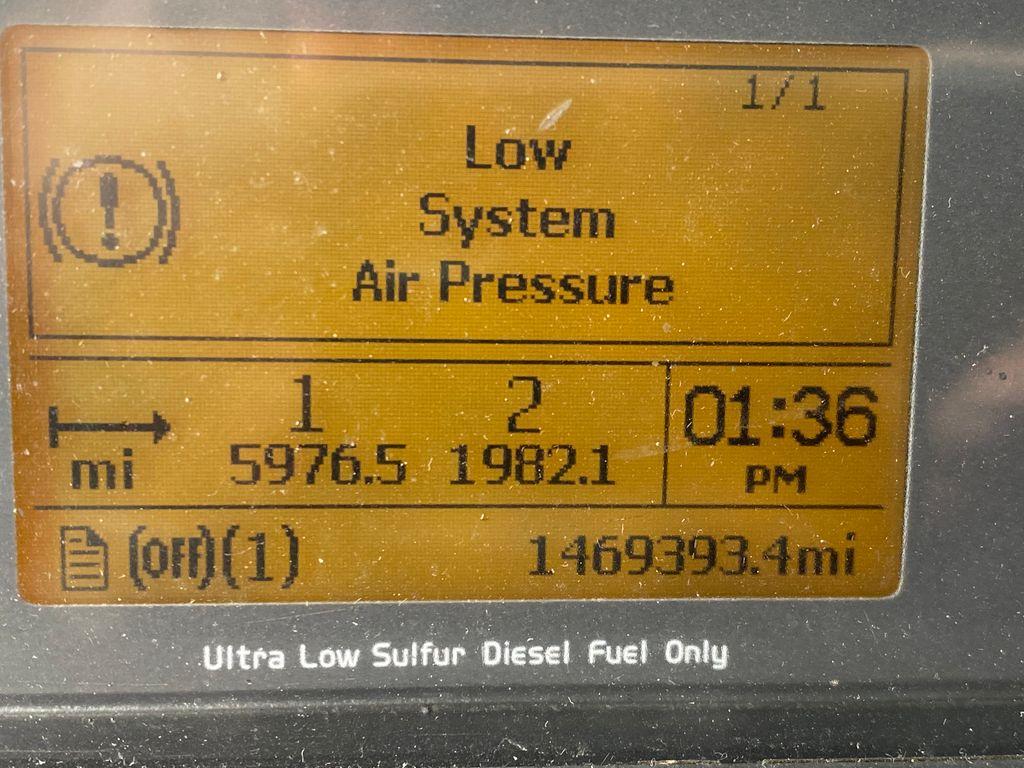 1/1
Low
System
Air Pressure
1 2
mi 5976.5 1982.1
01:36
PM
(OFF)(1) 1469393.4mi
Ultra Low Sulfur Diesel Fuel Only